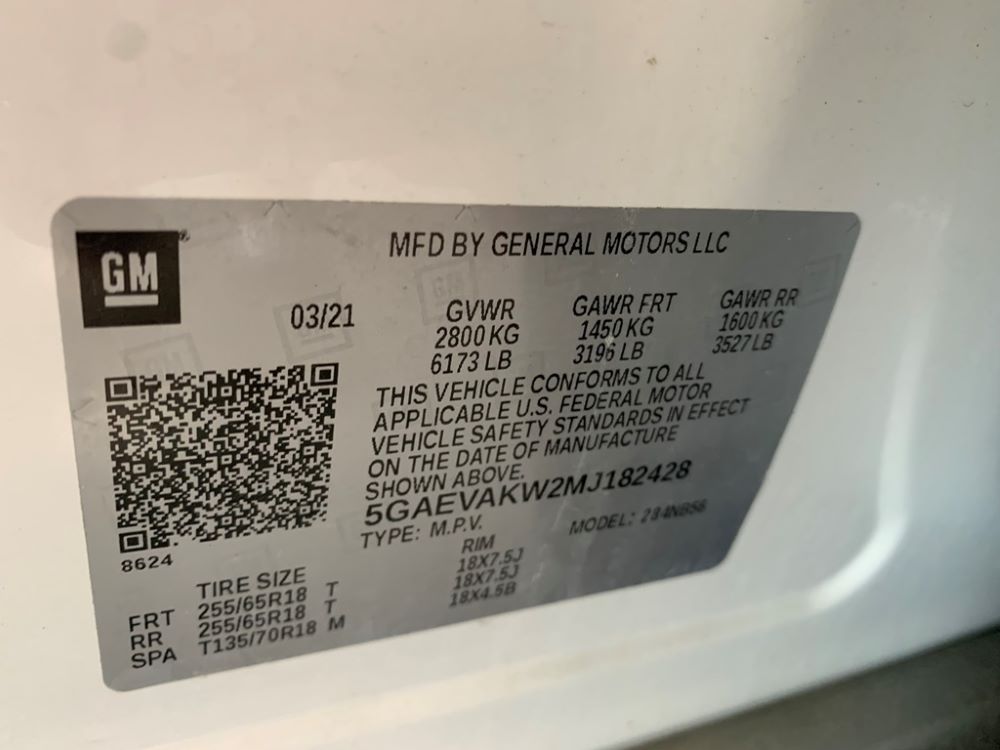 GM
MFD BY GENERAL MOTORS LLC
03/21
GVWR GAWR FRT GAWR RR
2800 KG 1450 KG 1600 KG
6173 LB 3196 LB 3527 LB
THIS VEHICLE CONFORMS TO ALL
APPLICABLE U.S. FEDERAL MOTOR
VEHICLE SAFETY STANDARDS IN EFFECT
ON THE DATE OF MANUFACTURE
SHOWN ABOVE.
5GAEVAKW2MJ182428
TYPE: M.P.V. MODEL:
8624
TIRE SIZE RIM
FRT 255/65R18 T 18X7.5J
RR 255/65R18 T 18X7.5J
SPA T135/70R18 M 18X4.5B